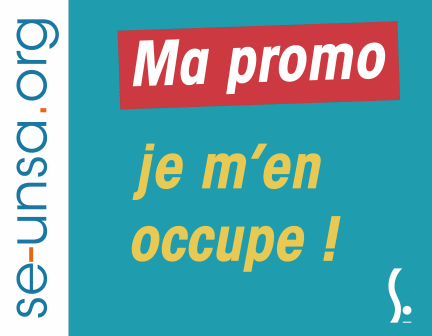 se-unsa.org
Ma promo
je m'en
occupe !